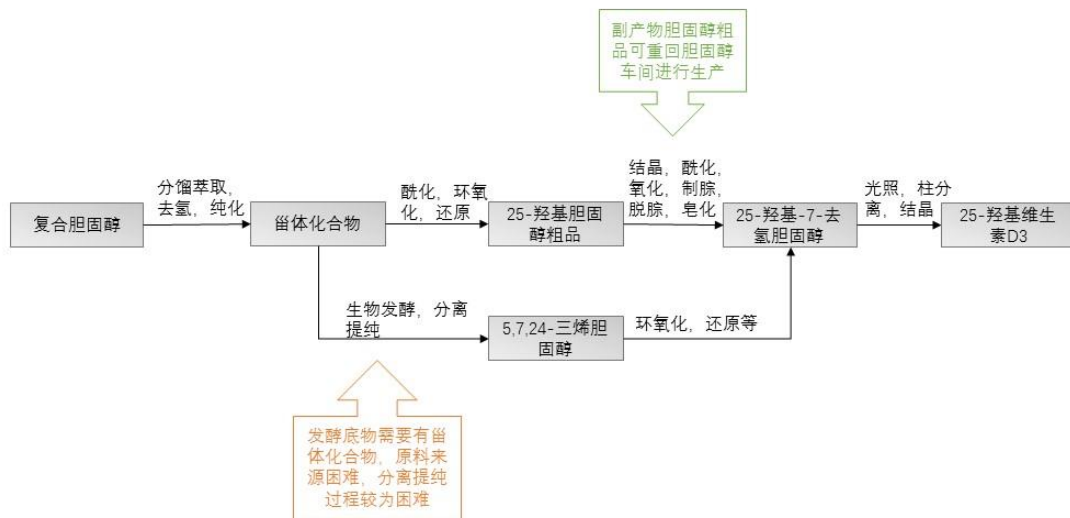 副产物胆固醇粗
品可重回胆固醇
车间进行生产
分馏萃取，
去氢，纯化
酰化，环氧
化，还原
结晶，酰化，
氧化，制腙，
脱腙，皂化
光照，柱分
离，结晶
复合胆固醇
甾体化合物
25-羟基胆固
醇粗品
25-羟基-7-去
氢胆固醇
25-羟基维生
素D3
生物发酵，分离
提纯
5,7,24-三烯胆
固醇
环氧化，还原等
发酵底物需要有甾
体化合物，原料来
源困难，分离提纯
过程较为困难